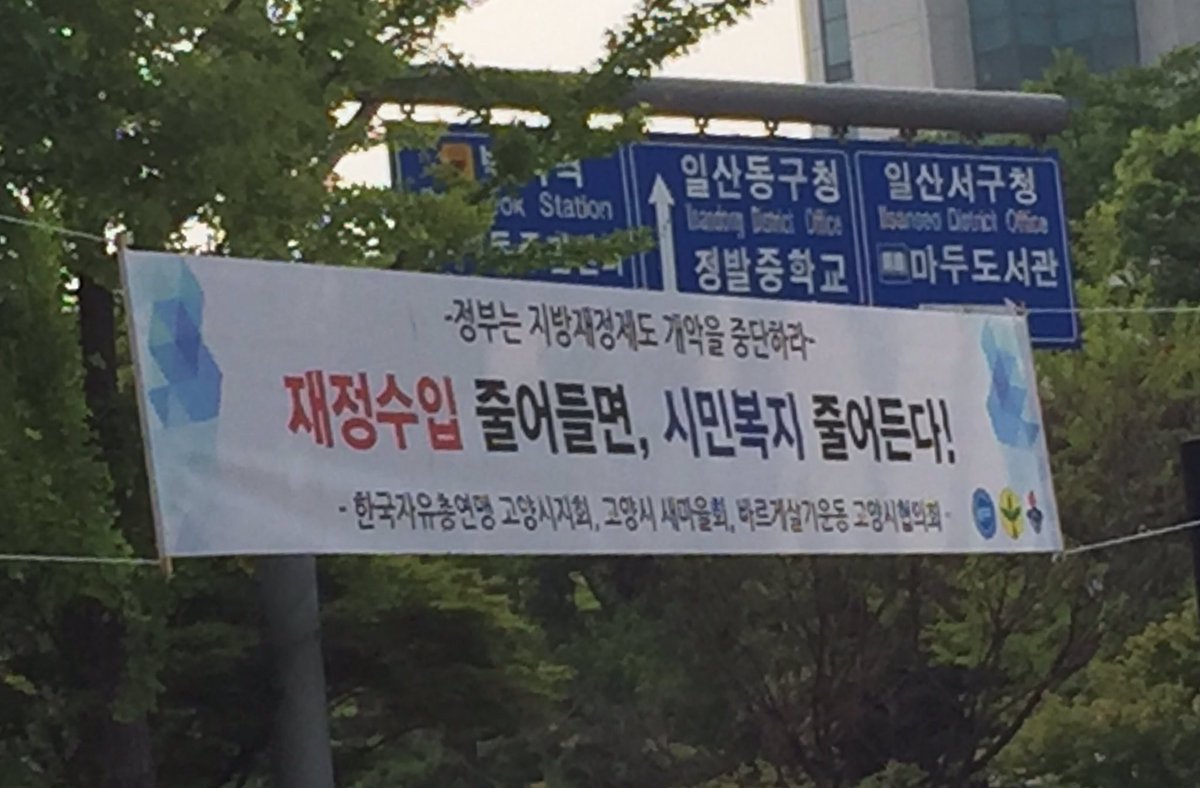 Station
일산동구청
Ilsandong District Office
정발중학교
일산서구청
Ilsanseo District Office
마두도서관
-정부는 지방재정제도 개악을 중단하라-
재정수입 줄어들면, 시민복지 줄어든다!
- 한국자유총연맹 고양시지회, 고양시 새마을회, 바르게살기운동 고양시협의회 -